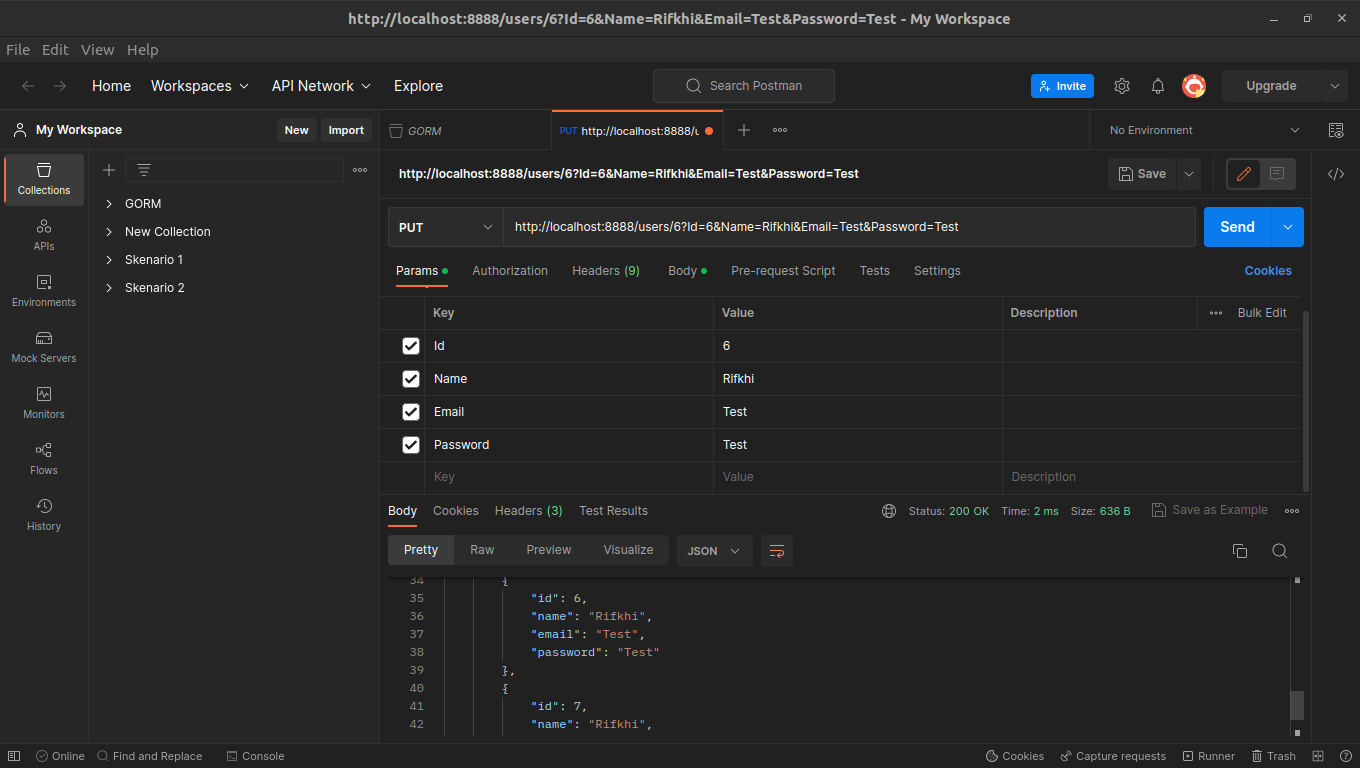 http://localhost:8888/users/6?Id=6&Name=Rifkhi&Email=Test&Password=Test - My Workspace
File Edit View Help
Home Workspaces API Network Explore Search Postman Invite Upgrade
My Workspace New Import GORM PUT http://localhost:8888/u No Environment
Collections
APIs
Environments
Mock Servers
Monitors
Flows
History
GORM
New Collection
Skenario 1
Skenario 2
http://localhost:8888/users/6?Id=6&Name=Rifkhi&Email=Test&Password=Test Save
PUT http://localhost:8888/users/6?Id=6&Name=Rifkhi&Email=Test&Password=Test Send
Params Authorization Headers (9) Body Pre-request Script Tests Settings Cookies
Key Value Description Bulk Edit
Id 6
Name Rifkhi
Email Test
Password Test
Key Value Description
Body Cookies Headers (3) Test Results Status: 200 OK Time: 2 ms Size: 636 B Save as Example
Pretty Raw Preview Visualize JSON
34 {
35 "id": 6,
36 "name": "Rifkhi",
37 "email": "Test",
38 "password": "Test"
39 },
40 {
41 "id": 7,
42 "name": "Rifkhi",
Online Find and Replace Console Cookies Capture requests Runner Trash